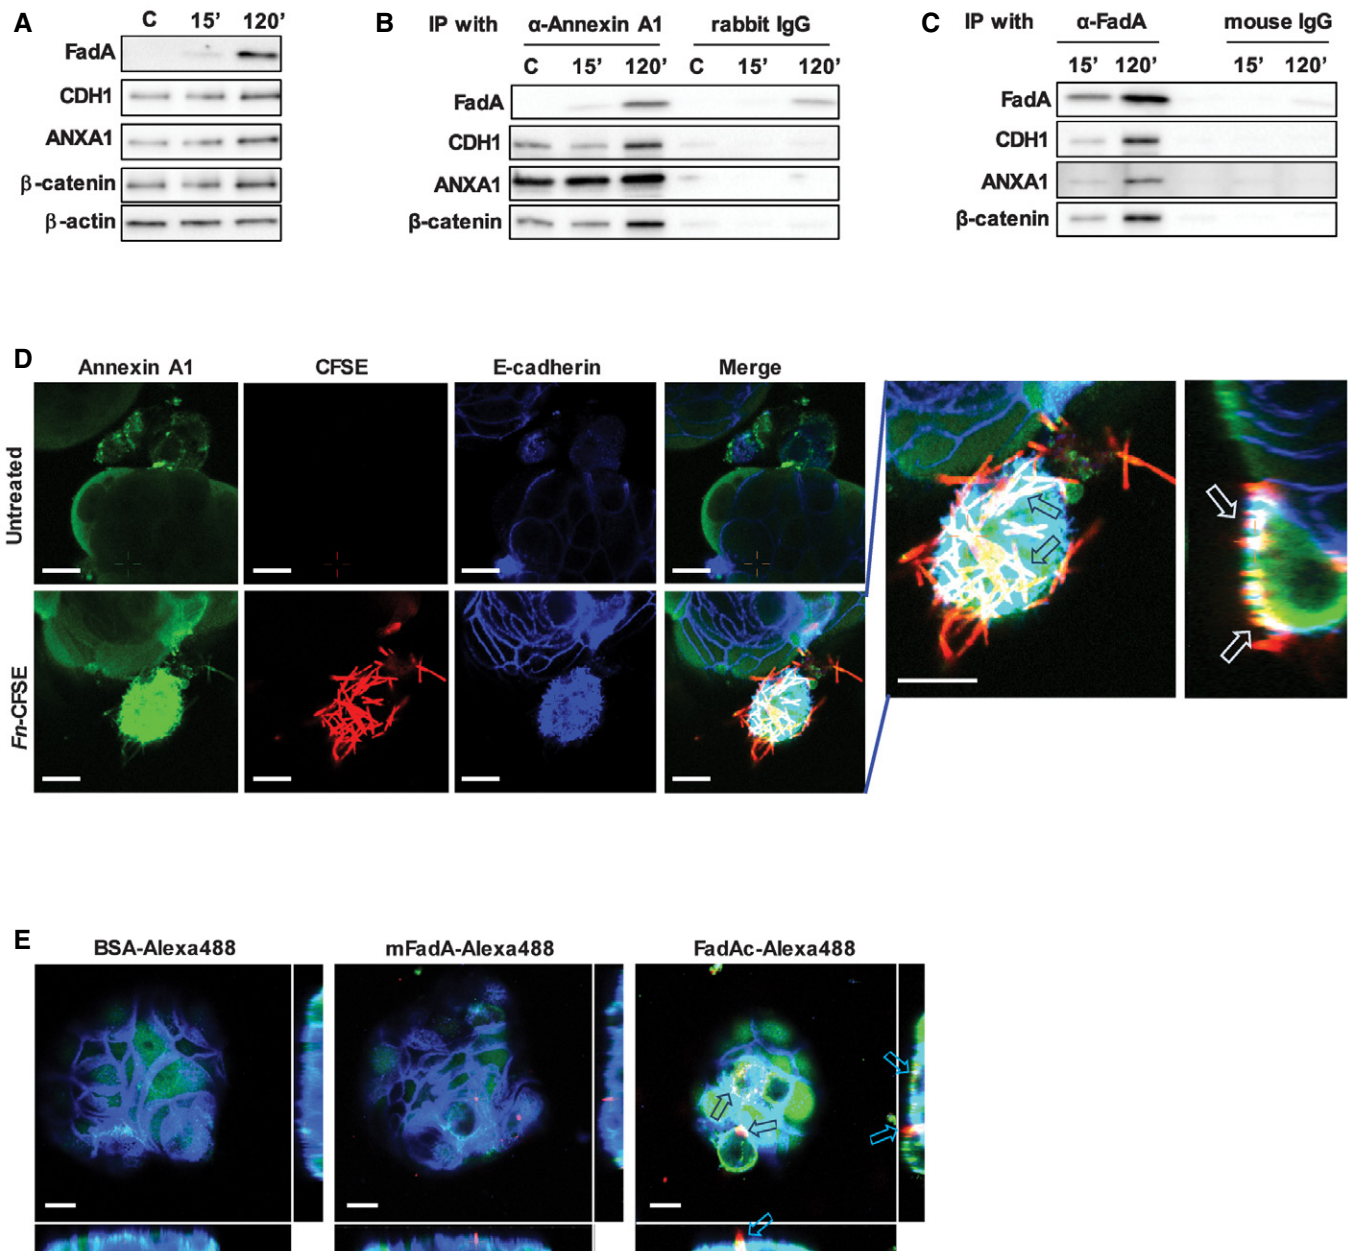 A
C 15’ 120’
FadA
CDH1
ANXA1
β-catenin
β-actin
B
IP with α-Annexin A1 rabbit IgG
C 15’ 120’ C 15’ 120’
FadA
CDH1
ANXA1
β-catenin
C
IP with α-FadA mouse IgG
15’ 120’ 15’ 120’
FadA
CDH1
ANXA1
β-catenin
D
Annexin A1 CFSE E-cadherin Merge
Untreated
Fn-CFSE
E
BSA-Alexa488 mFadA-Alexa488 FadAc-Alexa488